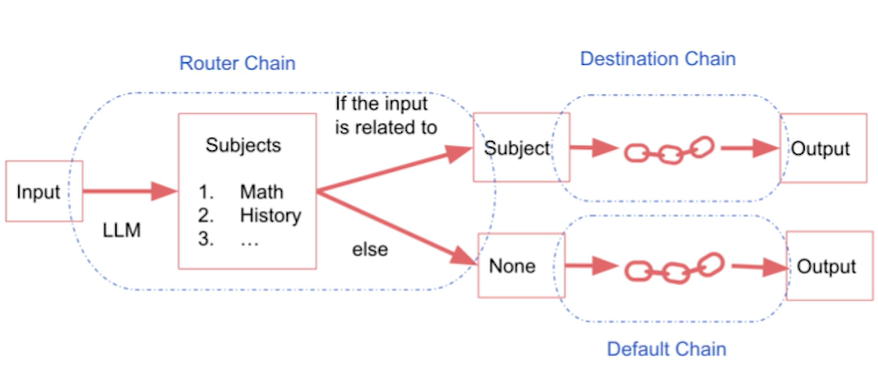 Router Chain
Destination Chain
If the input
is related to
Subjects
Subject
Output
Input
1. Math
2. History
3. ...
LLM
else
None
Output
Default Chain